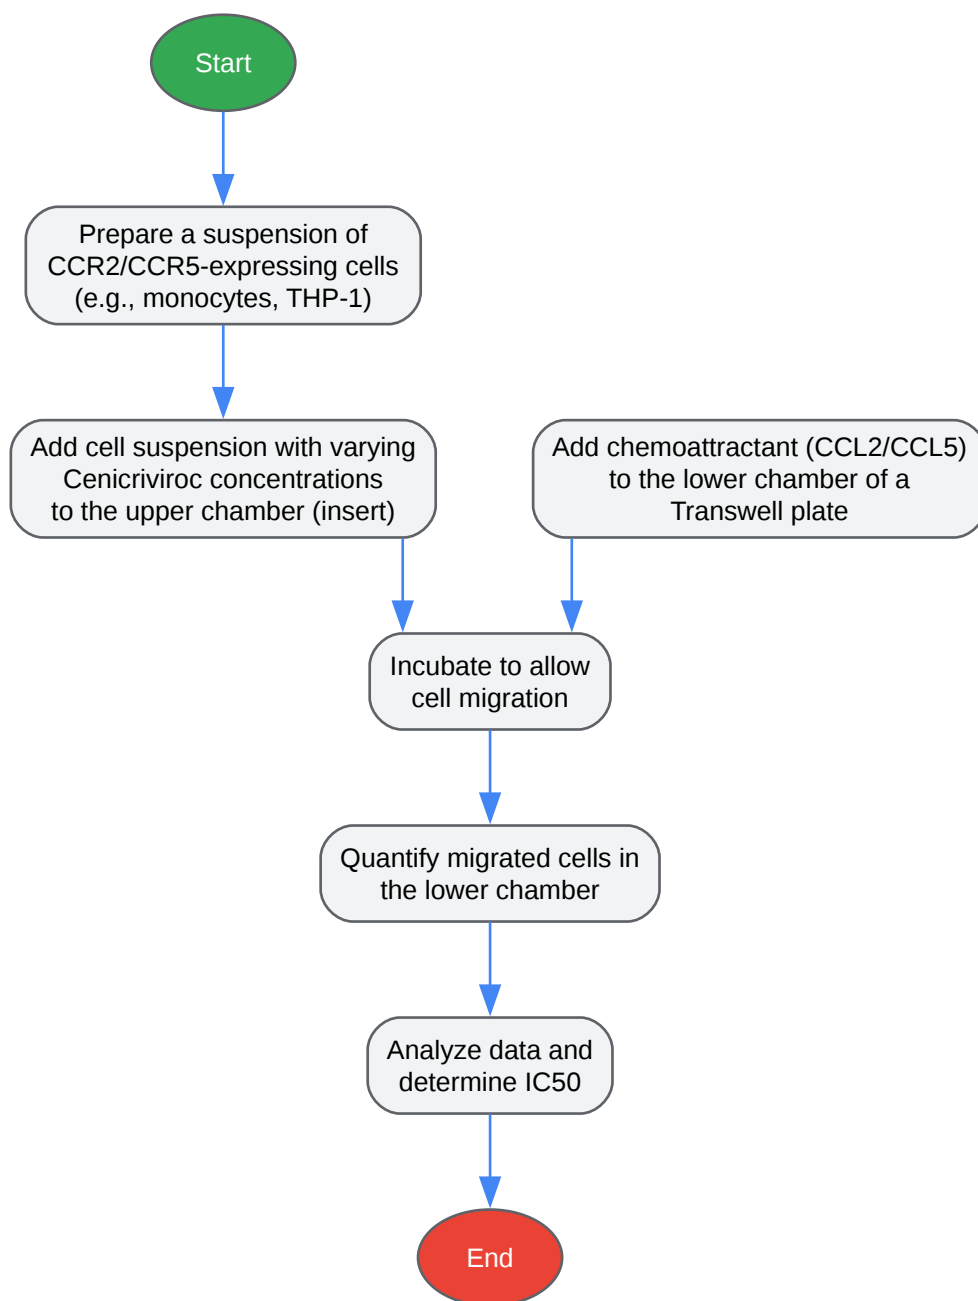 Start
Prepare a suspension of
CCR2/CCR5-expressing cells
(e.g., monocytes, THP-1)
Add cell suspension with varying
Cenicriviroc concentrations
to the upper chamber (insert)
Add chemoattractant (CCL2/CCL5)
to the lower chamber of a
Transwell plate
Incubate to allow
cell migration
Quantify migrated cells in
the lower chamber
Analyze data and
determine IC50
End